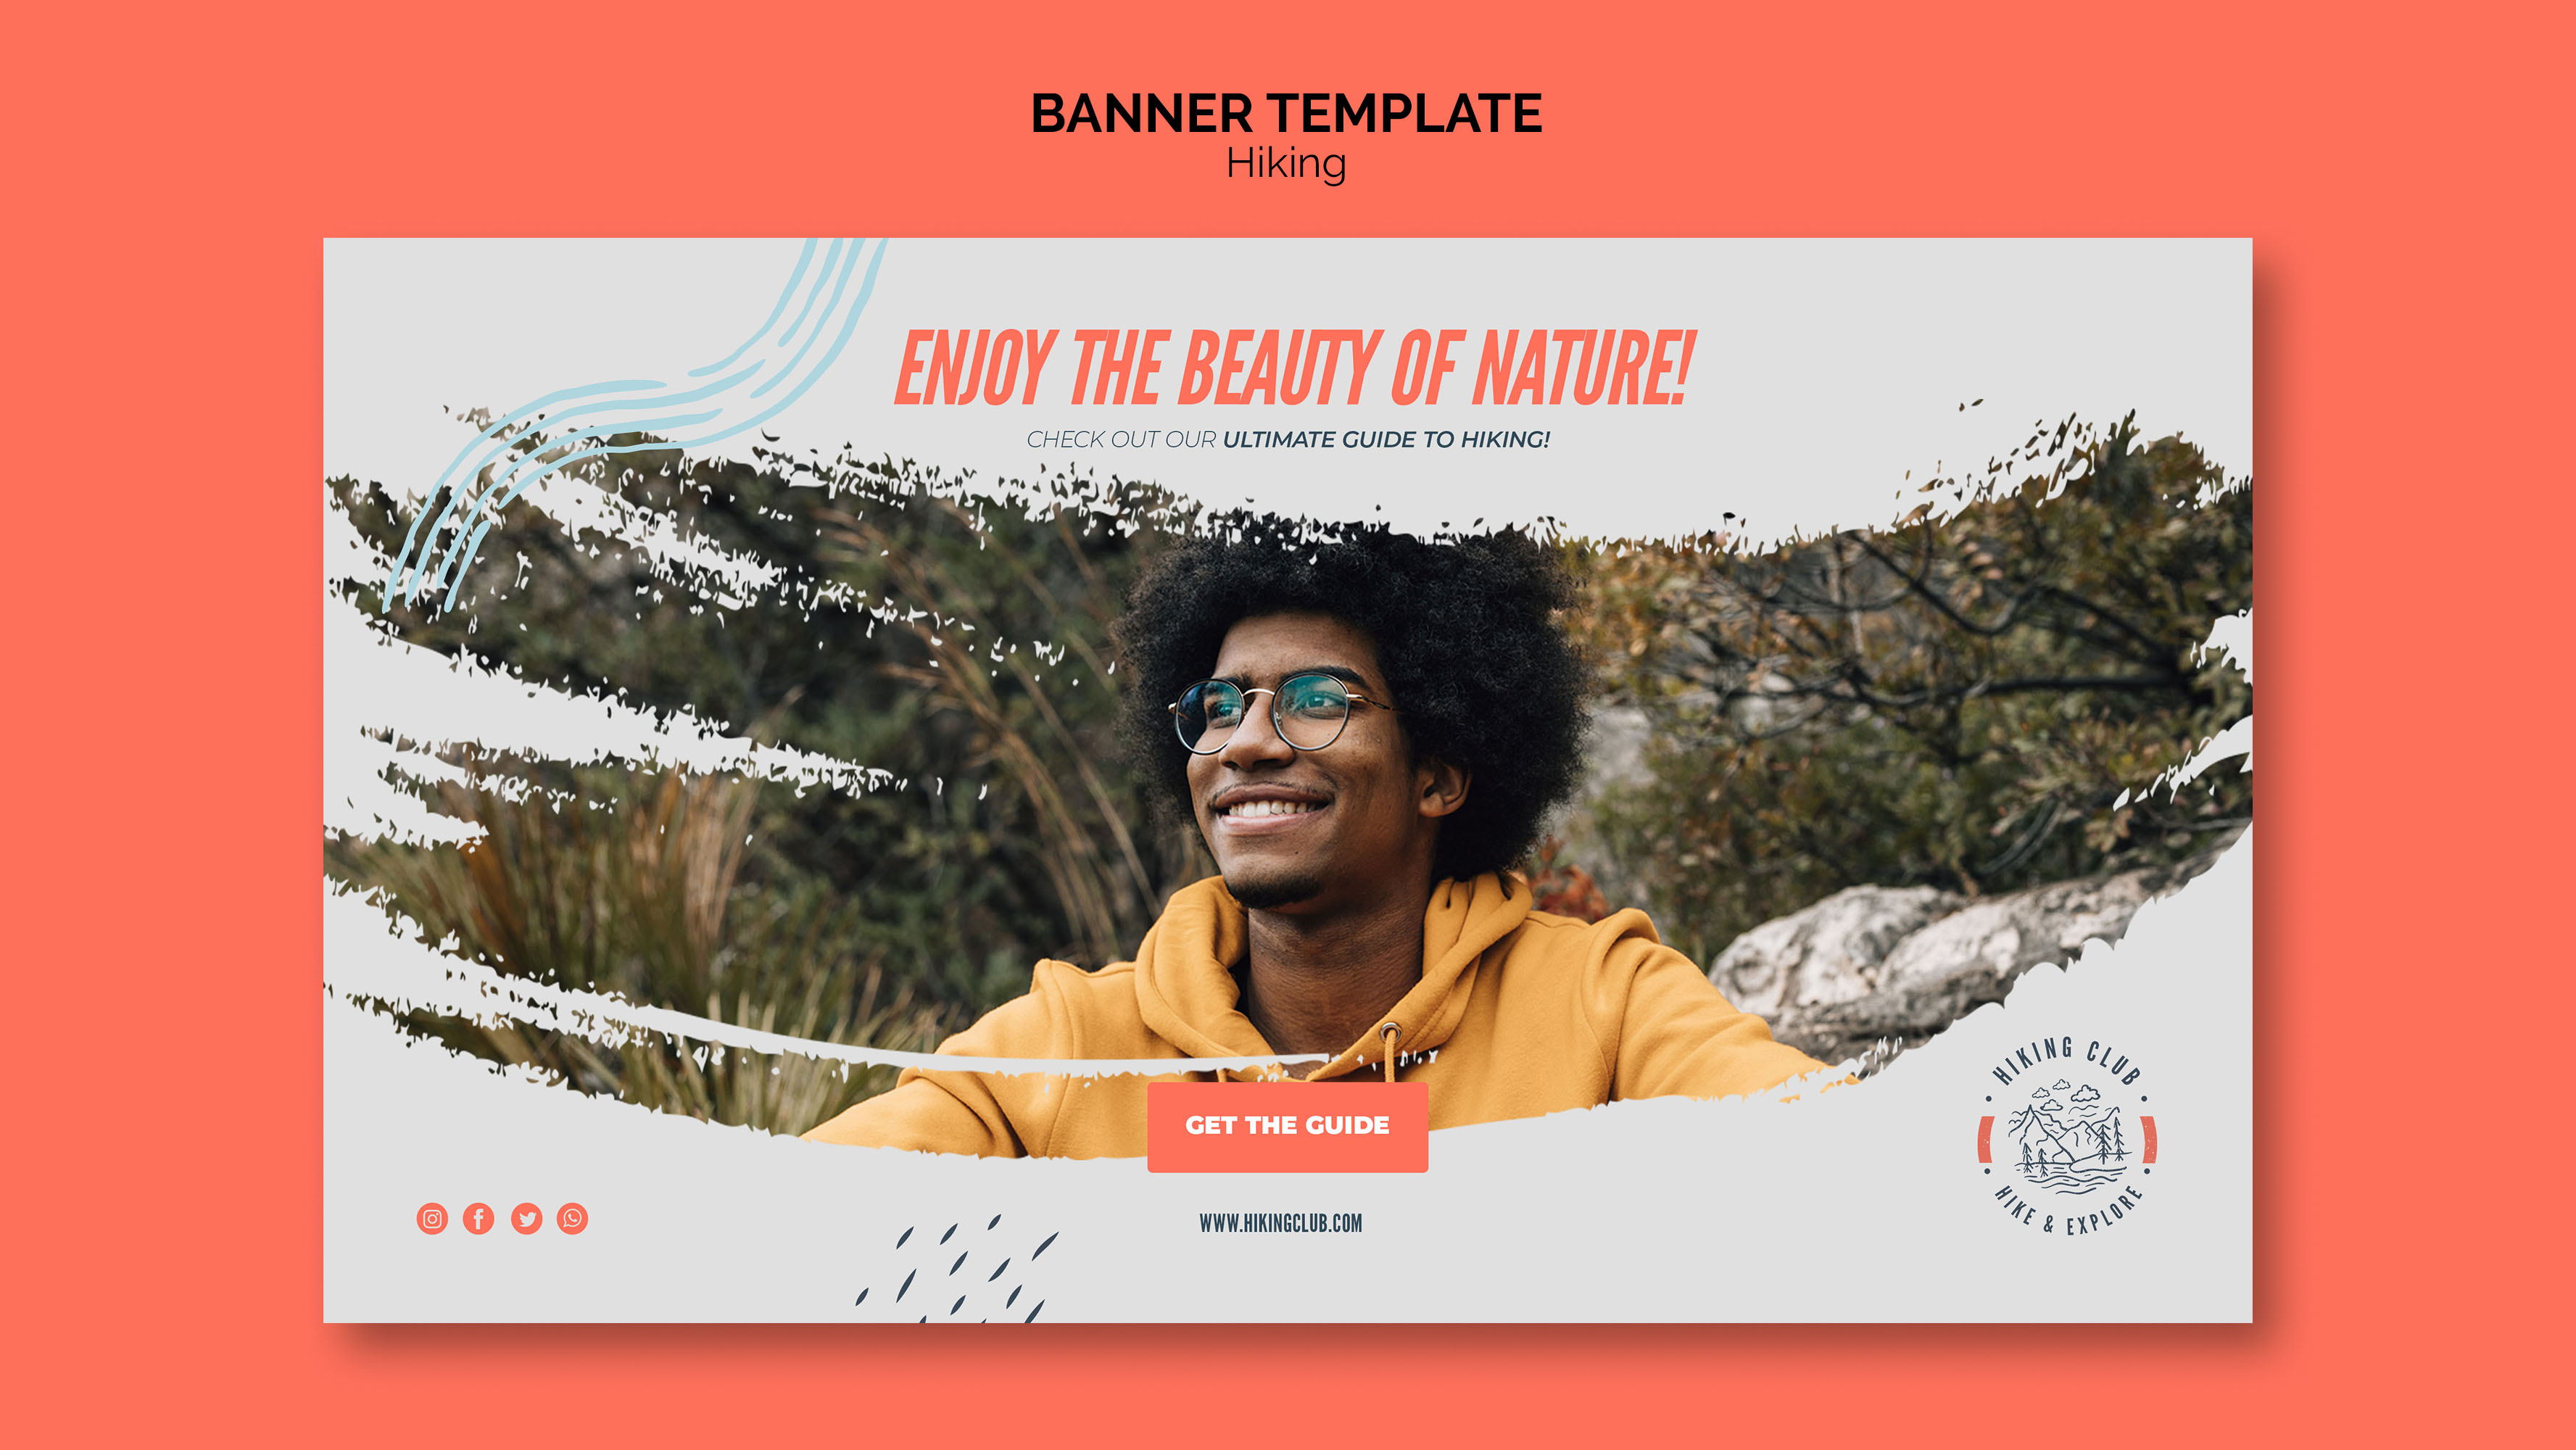 BANNER TEMPLATE
Hiking
ENJOY THE BEAUTY OF NATURE!
CHECK OUT OUR ULTIMATE GUIDE TO HIKING!
GET THE GUIDE
HIKING CLUB
HIKE & EXPLORE
WWW.HIKINGCLUB.COM